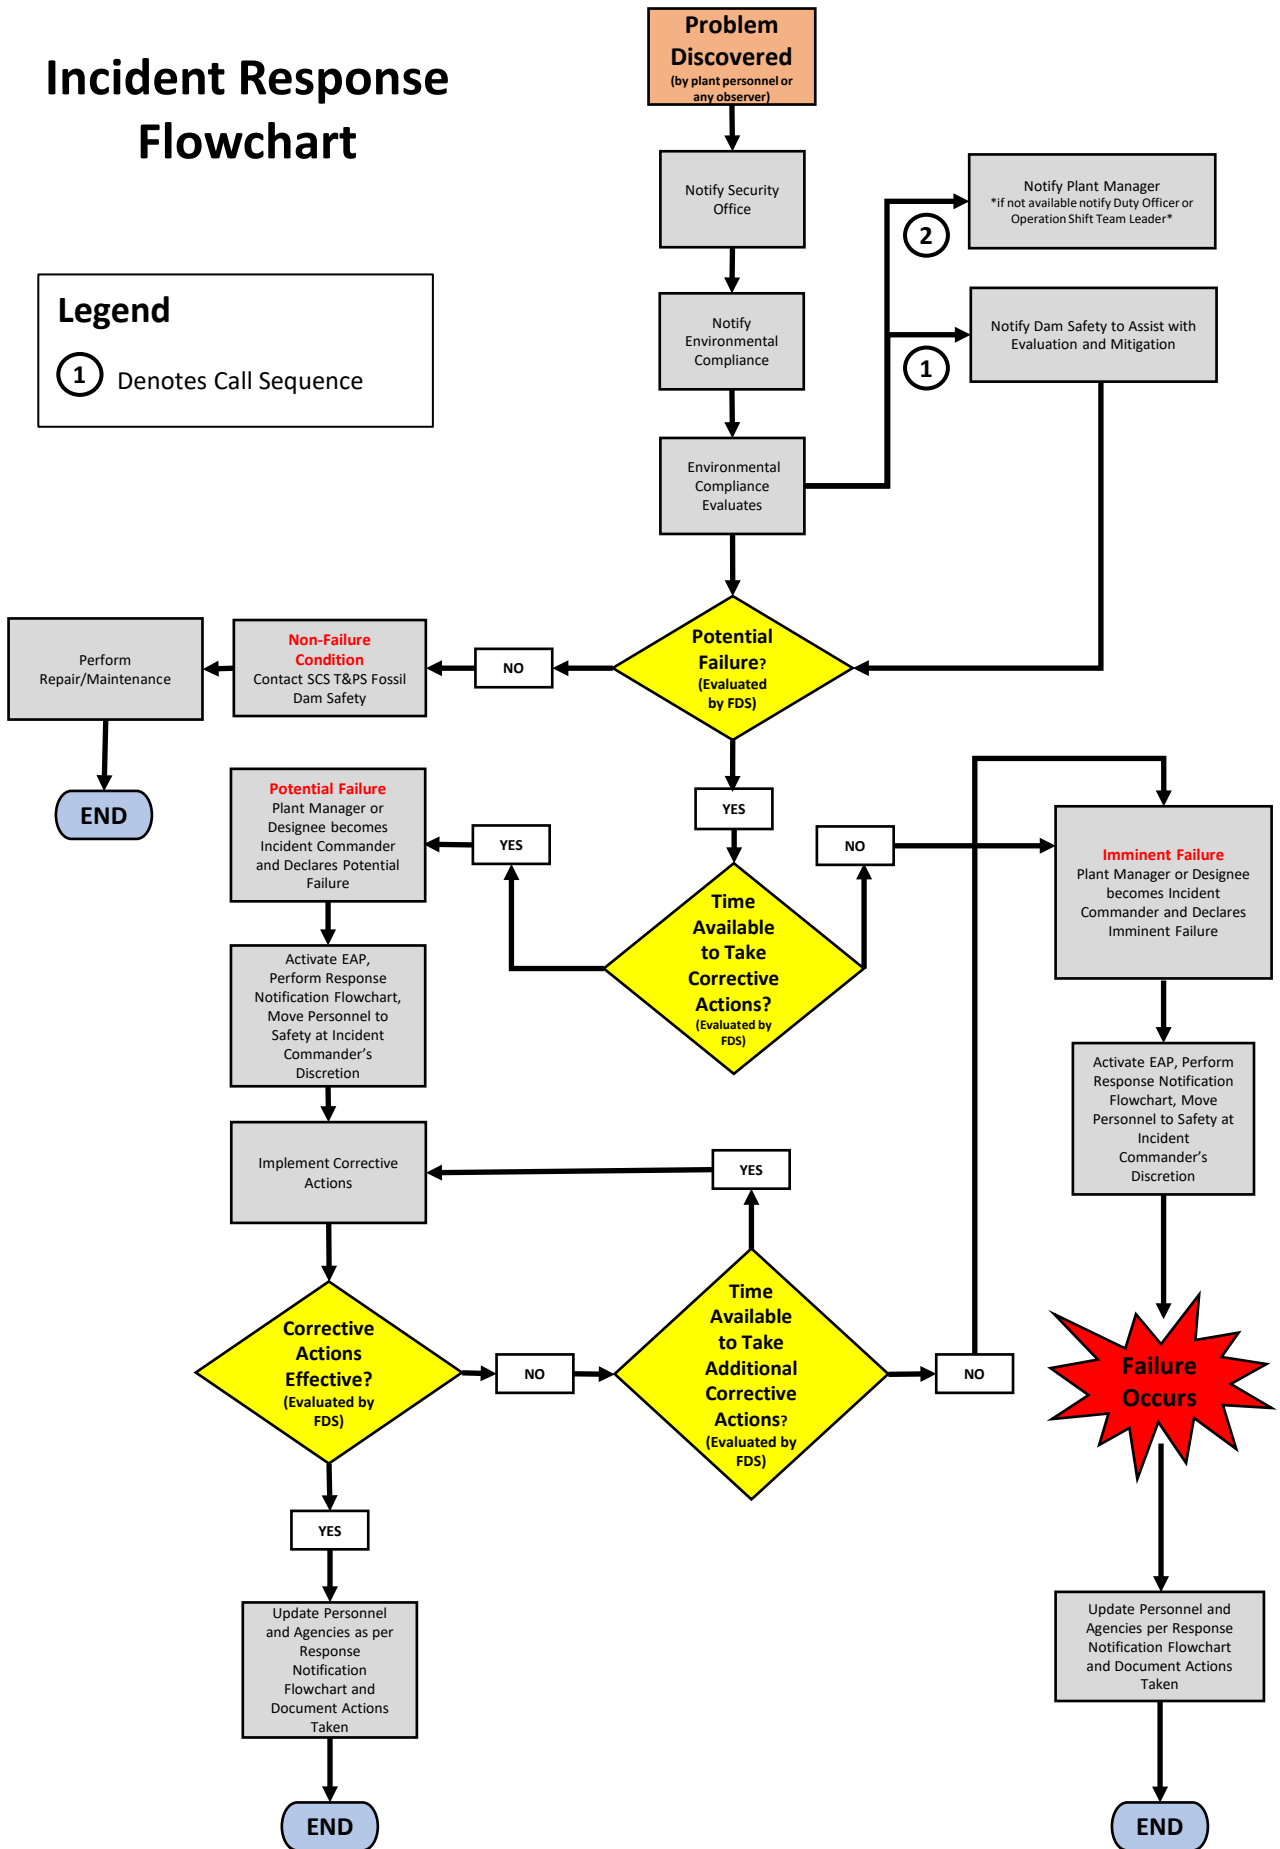 Incident Response
Flowchart
Problem
Discovered
(by plant personnel or
any observer)
Notify Security
Office
Notify Plant Manager
*if not available notify Duty Officer or
Operation Shift Team Leader*
2
Legend
1 Denotes Call Sequence
Notify
Environmental
Compliance
Notify Dam Safety to Assist with
Evaluation and Mitigation
1
Environmental
Compliance
Evaluates
Potential
Failure?
(Evaluated
by FDS)
NO
Non-Failure
Condition
Contact SCS T&PS Fossil
Dam Safety
Perform
Repair/Maintenance
END
YES
Time
Available
to Take
Corrective
Actions?
(Evaluated by
FDS)
YES
Potential Failure
Plant Manager or
Designee becomes
Incident Commander
and Declares Potential
Failure
NO
Imminent Failure
Plant Manager or Designee
becomes Incident
Commander and Declares
Imminent Failure
Activate EAP,
Perform Response
Notification Flowchart,
Move Personnel to
Safety at Incident
Commander's
Discretion
Activate EAP, Perform
Response Notification
Flowchart, Move
Personnel to Safety at
Incident
Commander's
Discretion
Implement Corrective
Actions
YES
Corrective
Actions
Effective?
(Evaluated by
FDS)
NO
Time
Available
to Take
Additional
Corrective
Actions?
(Evaluated by
FDS)
NO
Failure
Occurs
YES
Update Personnel
and Agencies as per
Response
Notification
Flowchart and
Document Actions
Taken
END
Update Personnel and
Agencies per Response
Notification Flowchart
and Document Actions
Taken
END